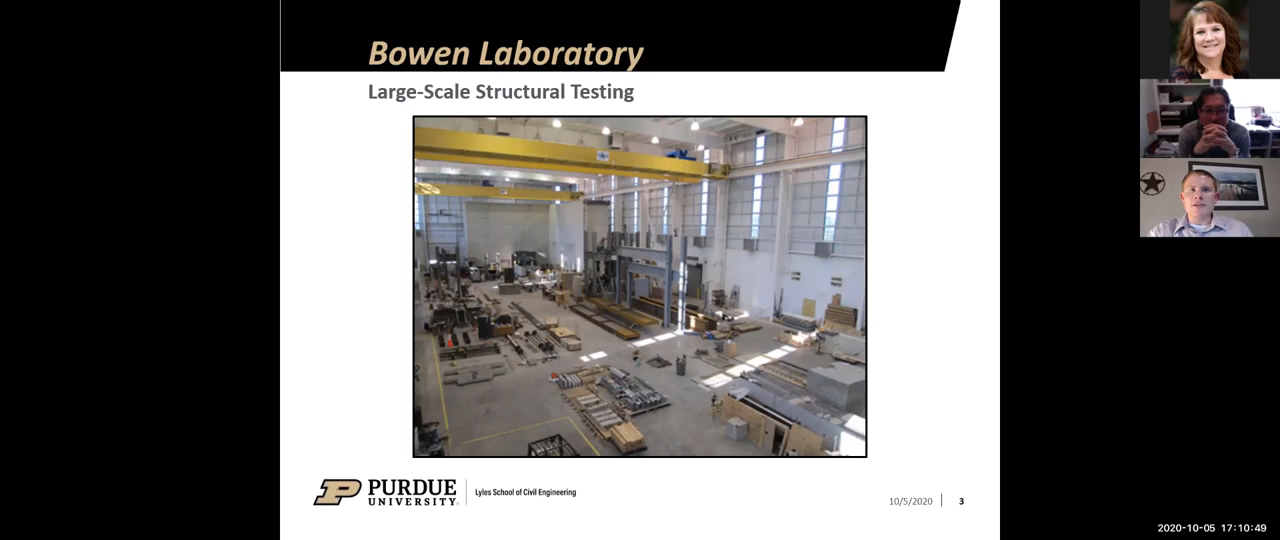 Bowen Laboratory
Large-Scale Structural Testing
PURDUE
UNIVERSITY
Lyles School of Civil Engineering
10/5/2020
3
2020-10-05 17:10:49